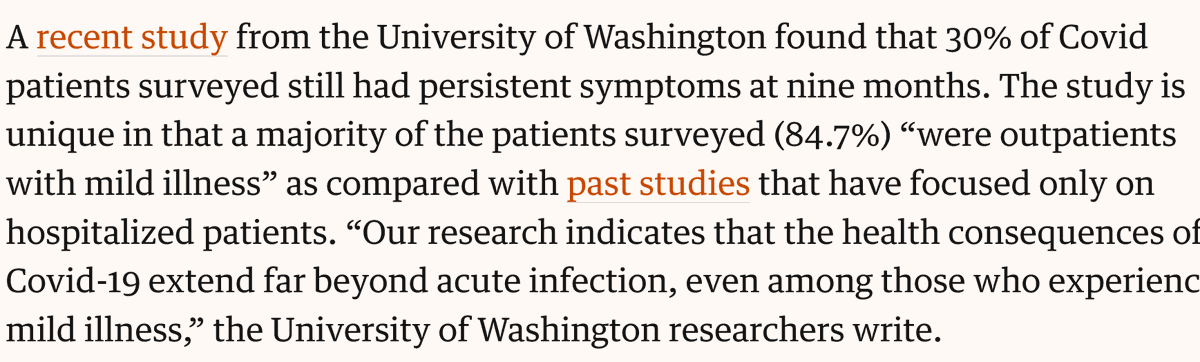 A recent study from the University of Washington found that 30% of Covid
patients surveyed still had persistent symptoms at nine months. The study is
unique in that a majority of the patients surveyed (84.7%) “were outpatients
with mild illness” as compared with past studies that have focused only on
hospitalized patients. “Our research indicates that the health consequences of
Covid-19 extend far beyond acute infection, even among those who experienc
mild illness,” the University of Washington researchers write.